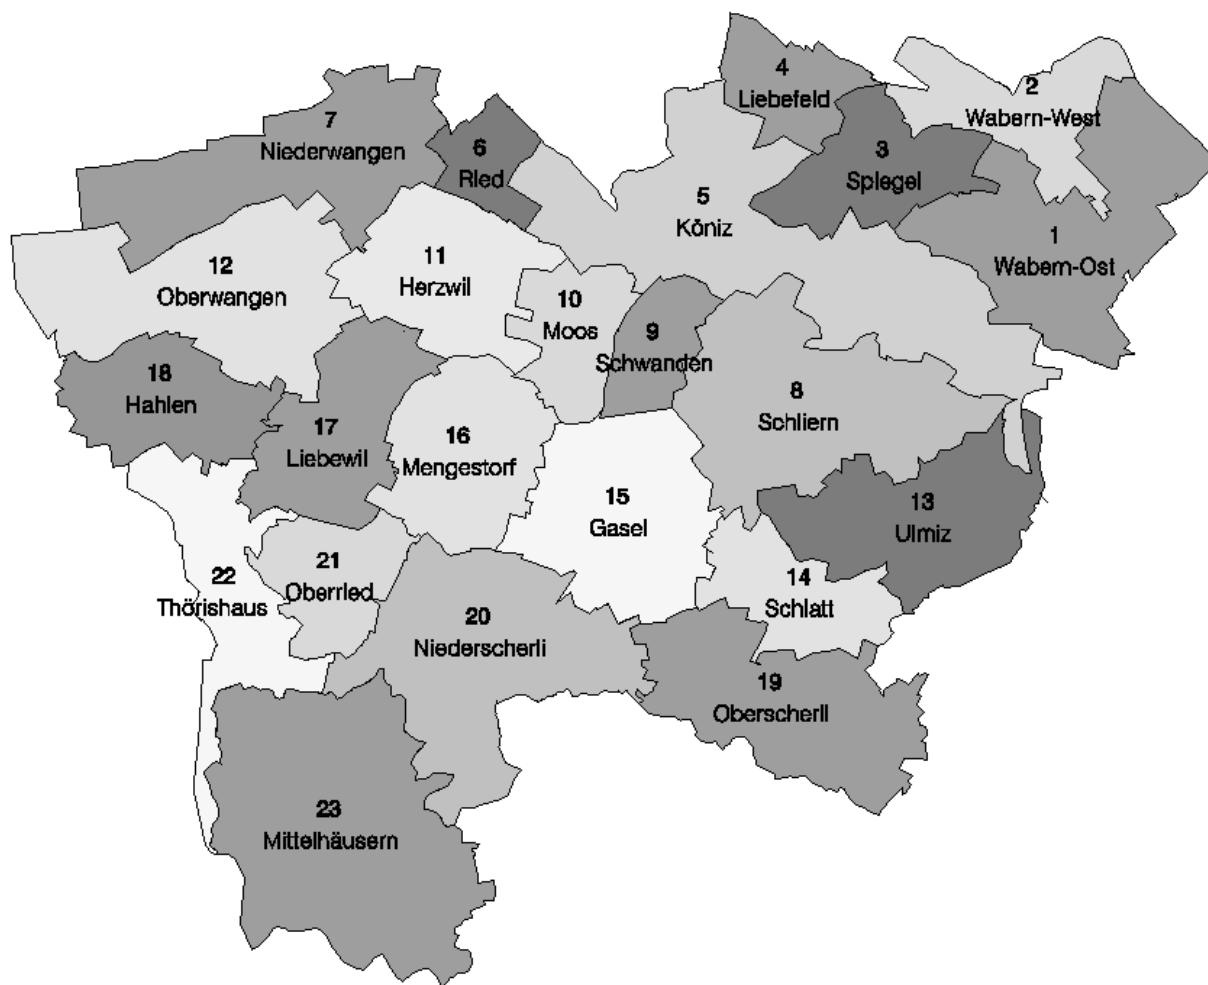 4
Liebefeld
2
Wabern-West
7
Niederwangen
6
Ried
3
Spiegel
5
Köniz
1
Wabern-Ost
12
Oberwangen
11
Herzwil
10
Moos
9
Schwanden
18
Hahlen
17
Liebewil
16
Mengestorf
8
Schliern
15
Gasel
13
Ulmiz
22
Thörishaus
21
Oberried
14
Schlatt
20
Niederscherli
19
Oberscherli
23
Mittelhäusern